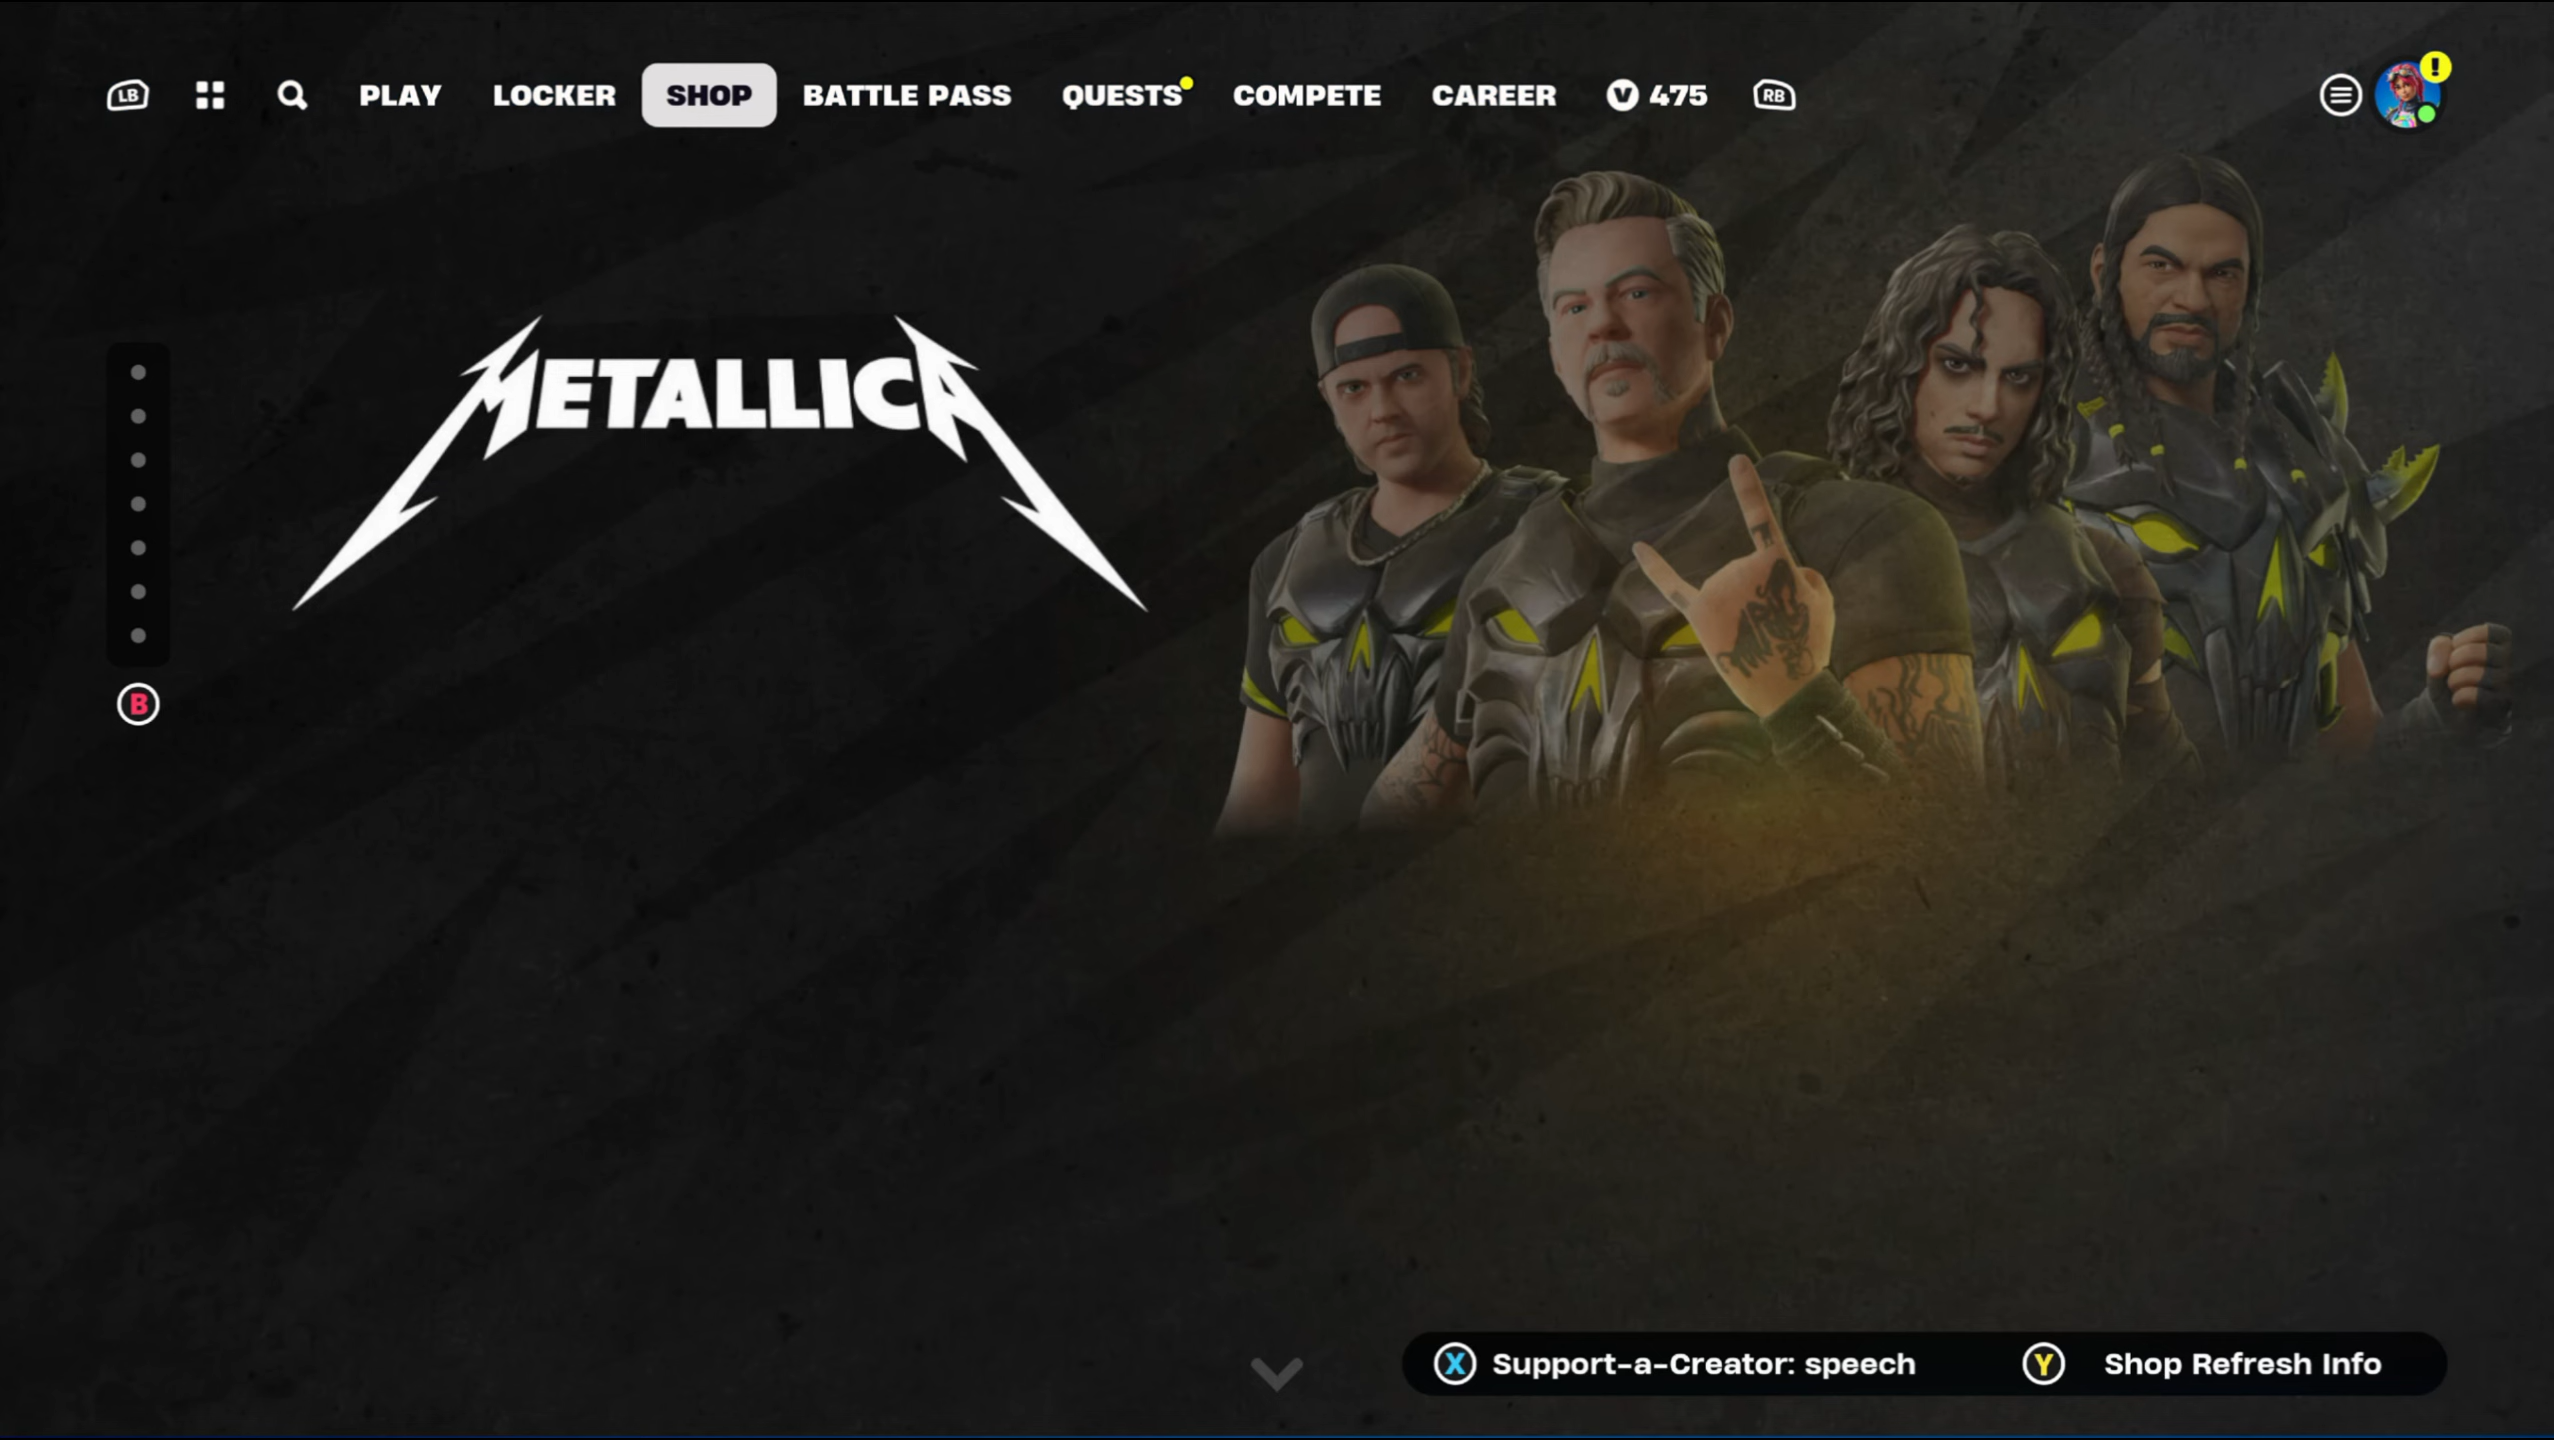 LB PLAY LOCKER SHOP BATTLE PASS QUESTS COMPETE CAREER V 475 RB !
METALLICA
B
X Support-a-Creator: speech Y Shop Refresh Info